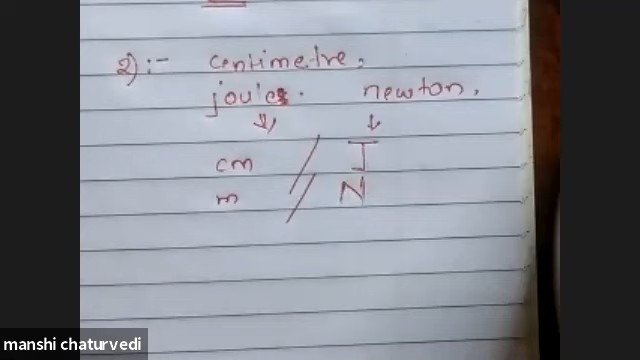 2):- centimetre,
joules. newton,
cm // J
m // N
manshi chaturvedi